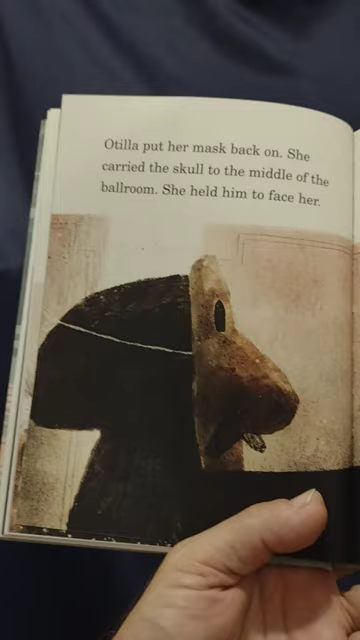 Otilla put her mask back on. She
carried the skull to the middle of the
ballroom. She held him to face her.